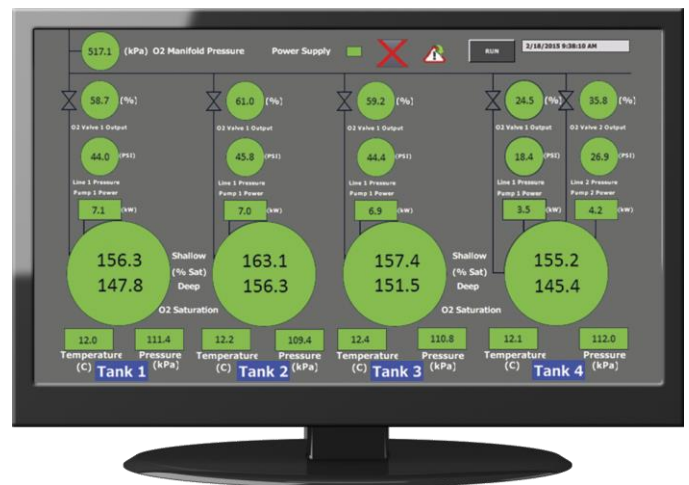 517.1 (kPa) O2 Manifold Pressure Power Supply RUN 2/18/2015 9:38:10 AM
58.7 (%) 61.0 (%) 59.2 (%) 24.5 (%) 35.8 (%)
O2 Valve 1 Output O2 Valve 1 Output O2 Valve 1 Output O2 Valve 1 Output O2 Valve 2 Output
44.0 (PSI) 45.8 (PSI) 44.4 (PSI) 18.4 (PSI) 26.9 (PSI)
Line 1 Pressure Line 1 Pressure Line 1 Pressure Line 1 Pressure Line 2 Pressure
Pump 1 Power Pump 1 Power Pump 1 Power Pump 1 Power Pump 2 Power
7.1 (kW) 7.0 (kW) 6.9 (kW) 3.5 (kW) 4.2 (kW)
156.3 Shallow 163.1 157.4 Shallow 155.2
(% Sat) (% Sat)
147.8 Deep 156.3 151.5 Deep 145.4
O2 Saturation O2 Saturation
12.0 111.4 12.2 109.4 12.4 110.8 12.1 112.0
Temperature Pressure Temperature Pressure Temperature Pressure Temperature Pressure
(C) Tank 1 (kPa) (C) Tank 2 (kPa) (C) Tank 3 (kPa) (C) Tank 4 (kPa)